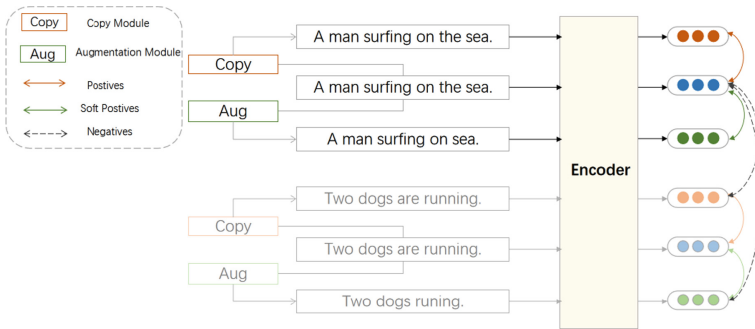 Copy Copy Module
Aug Augmentation Module
Postives
Soft Postives
Negatives
A man surfing on the sea.
Copy
A man surfing on the sea.
Aug
A man surfing on sea.
Encoder
Two dogs are running.
Copy
Two dogs are running.
Aug
Two dogs runing.